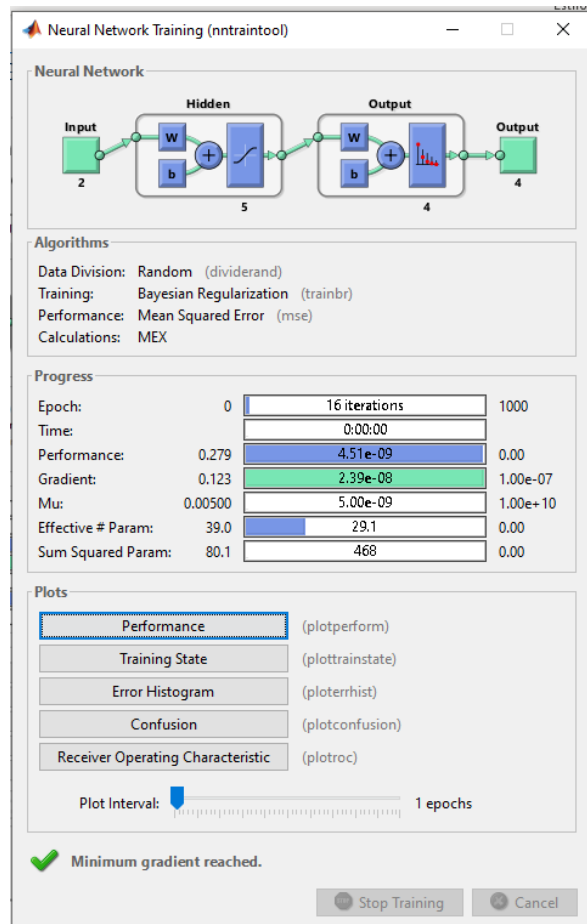 Neural Network Training (nntraintool)
Neural Network
Hidden Output
Input Output
W W
b b
2 4
5 4
Algorithms
Data Division: Random (dividerand)
Training: Bayesian Regularization (trainbr)
Performance: Mean Squared Error (mse)
Calculations: MEX
Progress
Epoch: 0 16 iterations 1000
Time: 0:00:00
Performance: 0.279 4.51e-09 0.00
Gradient: 0.123 2.39e-08 1.00e-07
Mu: 0.00500 5.00e-09 1.00e+10
Effective # Param: 39.0 29.1 0.00
Sum Squared Param: 80.1 468 0.00
Plots
Performance (plotperform)
Training State (plottrainstate)
Error Histogram (ploterrhist)
Confusion (plotconfusion)
Receiver Operating Characteristic (plotroc)
Plot Interval: 1 epochs
Minimum gradient reached.
Stop Training Cancel